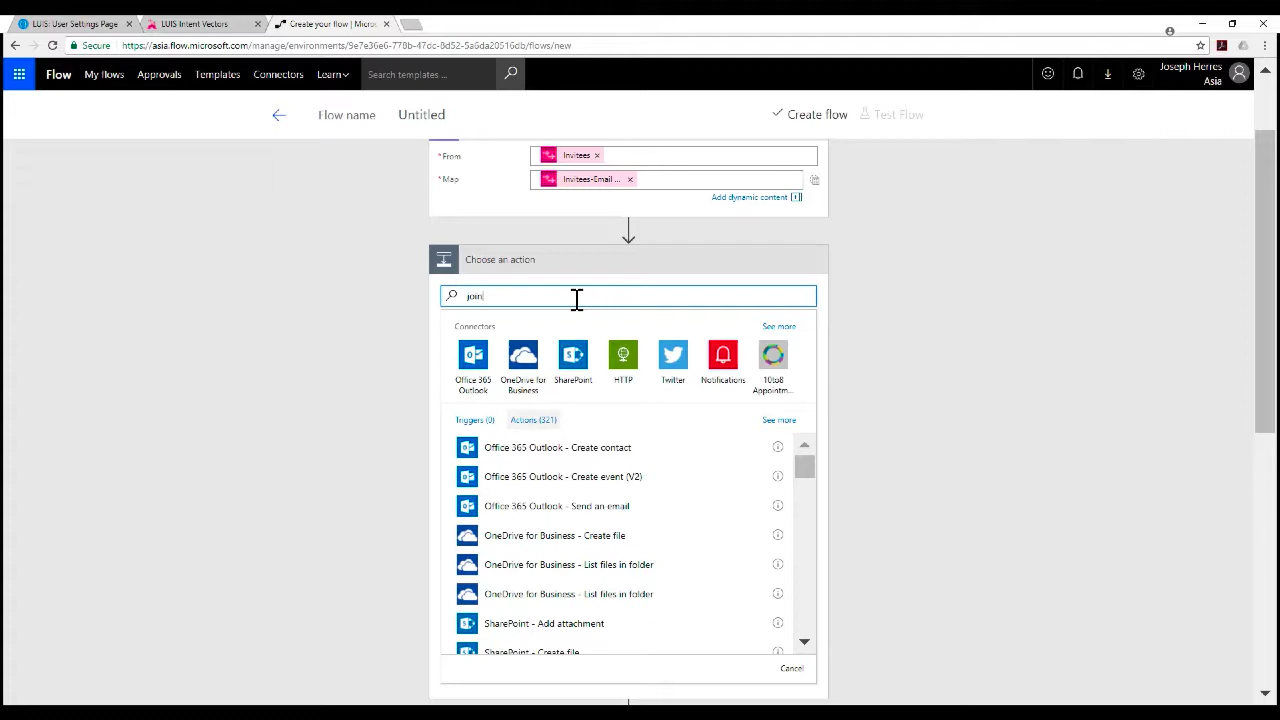 LUIS: User Settings Page
LUIS Intent Vectors
Create your flow | Micros
Secure
https://asia.flow.microsoft.com/manage/environments/9e7e36e6-778b-47dc-8d52-5a6da20516db/flows/new
Flow
My flows
Approvals
Templates
Connectors
Learn
Search templates ...
Joseph Herres
Asia
Flow name
Untitled
Create flow
Test Flow
*From
Invitees
*Map
Invitees-Email ...
Add dynamic content
Choose an action
join
Connectors
See more
Office 365 Outlook
OneDrive for Business
SharePoint
HTTP
Twitter
Notifications
10to8 Appointm...
Triggers (0)
Actions (321)
See more
Office 365 Outlook - Create contact
Office 365 Outlook - Create event (V2)
Office 365 Outlook - Send an email
OneDrive for Business - Create file
OneDrive for Business - List files in folder
OneDrive for Business - List files in folder
SharePoint - Add attachment
SharePoint - Create file
Cancel